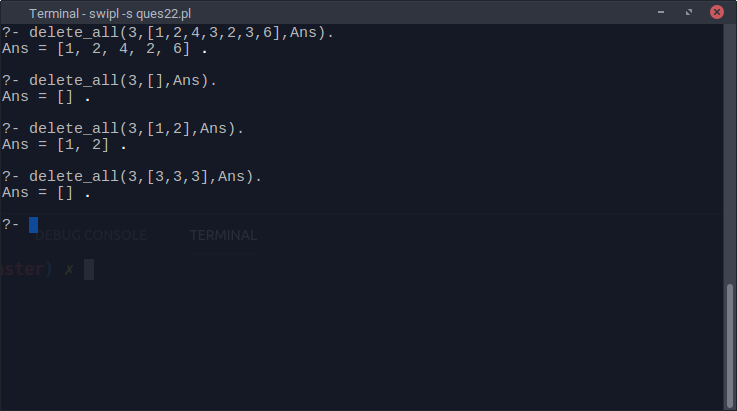 Terminal - swipl -s ques22.pl
?- delete_all(3,[1,2,4,3,2,3,6],Ans).
Ans = [1, 2, 4, 2, 6] .
?- delete_all(3,[],Ans).
Ans = [] .
?- delete_all(3,[1,2],Ans).
Ans = [1, 2] .
?- delete_all(3,[3,3,3],Ans).
Ans = [] .
?-
DEBUG CONSOLE TERMINAL
aster) ✗